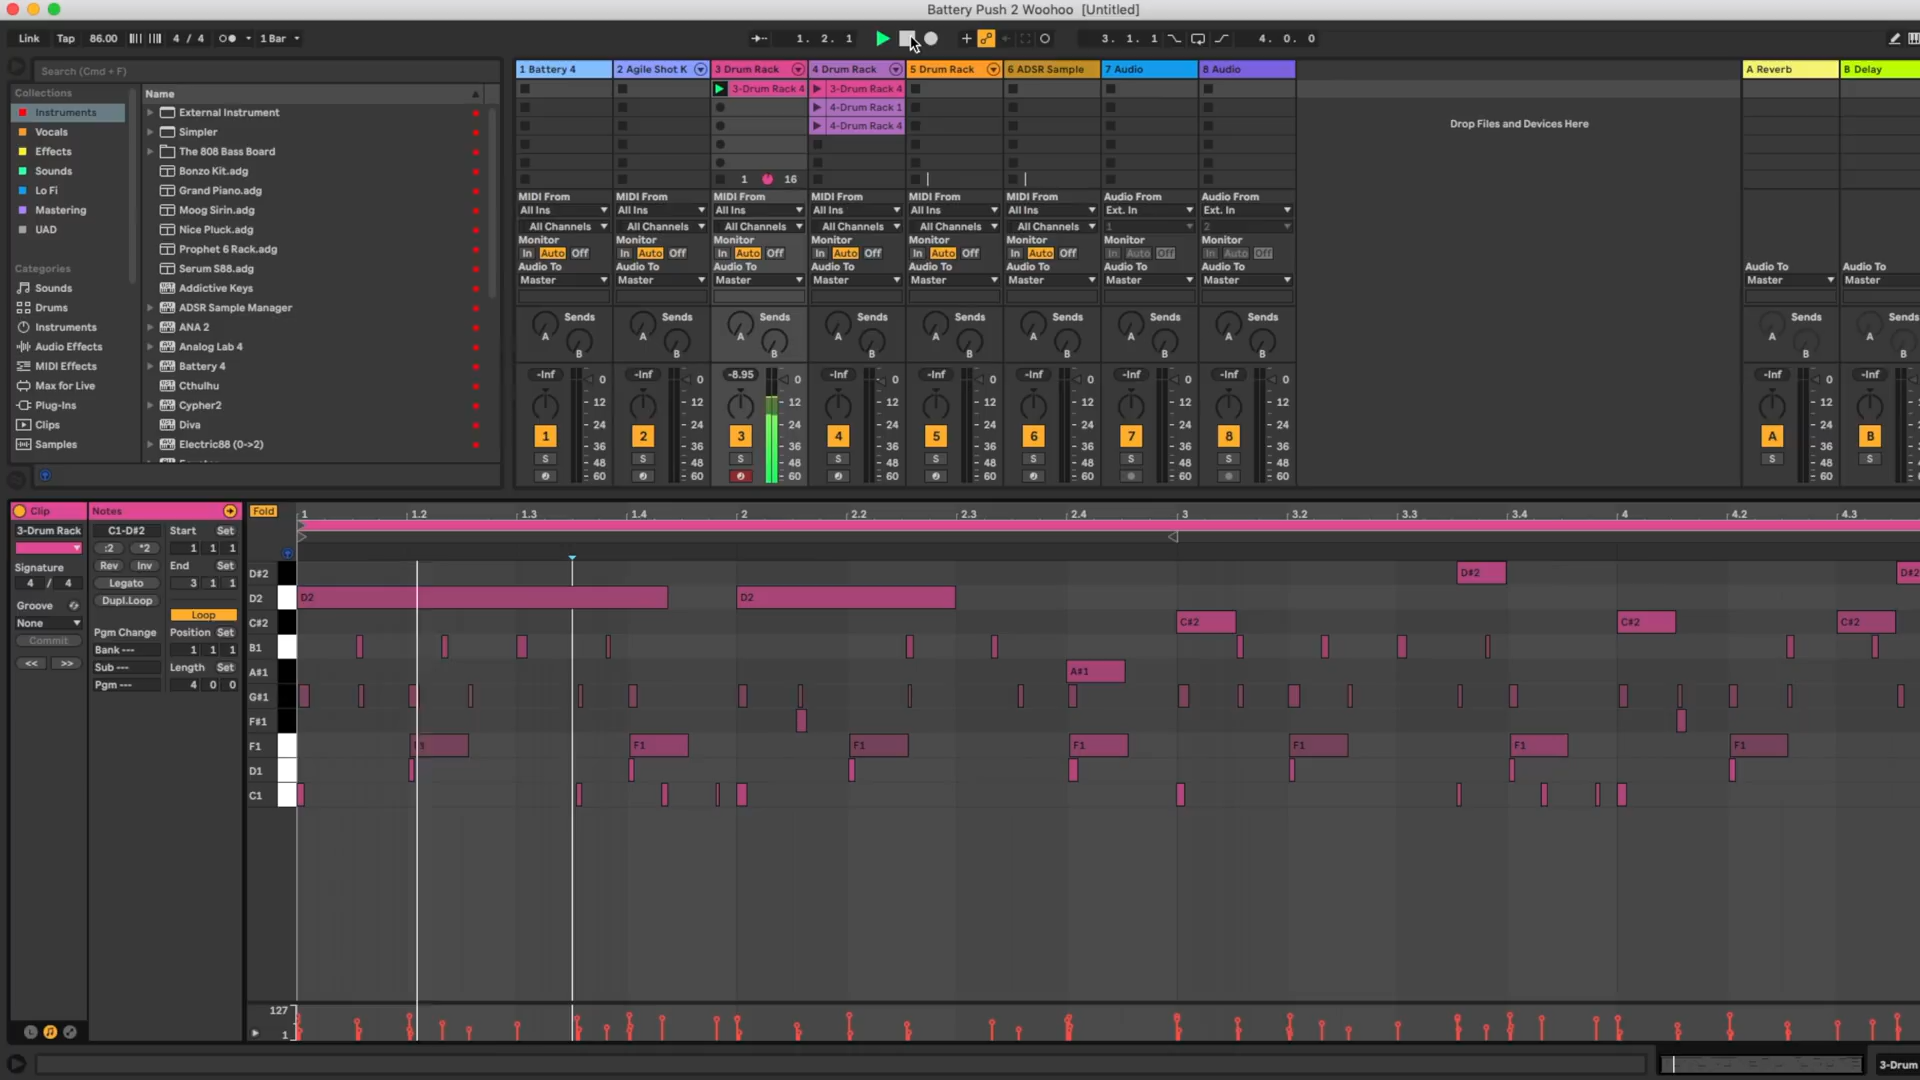 Battery Push 2 Woohoo [Untitled]
Link Tap 86.00 4 / 4 1 Bar 1. 2. 1 3. 1. 1 4. 0. 0
Search (Cmd + F)
Collections
Instruments
Vocals
Effects
Sounds
Lo Fi
Mastering
UAD
Categories
Sounds
Drums
Instruments
Audio Effects
MIDI Effects
Max for Live
Plug-Ins
Clips
Samples
Name
External Instrument
Simpler
The 808 Bass Board
Bonzo Kit.adg
Grand Piano.adg
Moog Sirin.adg
Nice Pluck.adg
Prophet 6 Rack.adg
Serum S88.adg
Addictive Keys
ADSR Sample Manager
ANA 2
Analog Lab 4
Battery 4
Cthulhu
Cypher2
Diva
Electric88 (0->2)
1 Battery 4 2 Agile Shot K 3 Drum Rack 4 Drum Rack 5 Drum Rack 6 ADSR Sample 7 Audio 8 Audio A Reverb B Delay
3-Drum Rack 4 3-Drum Rack 4
4-Drum Rack 1
4-Drum Rack 4
Drop Files and Devices Here
1 16
MIDI From MIDI From MIDI From MIDI From MIDI From MIDI From Audio From Audio From
All Ins All Ins All Ins All Ins All Ins All Ins Ext. In Ext. In
All Channels All Channels All Channels All Channels All Channels All Channels 1 2
Monitor Monitor Monitor Monitor Monitor Monitor Monitor Monitor
In Auto Off In Auto Off In Auto Off In Auto Off In Auto Off In Auto Off In Auto Off In Auto Off
Audio To Audio To Audio To Audio To Audio To Audio To Audio To Audio To Audio To Audio To
Master Master Master Master Master Master Master Master Master Master
Sends Sends Sends Sends Sends Sends Sends Sends Sends Sends
A A A A A A A A A A
B B B B B B B B B B
-Inf -Inf -8.95 -Inf -Inf -Inf -Inf -Inf -Inf -Inf
0 0 0 0 0 0 0 0 0 0
12 12 12 12 12 12 12 12 12 12
24 24 24 24 24 24 24 24 24 24
1 2 3 4 5 6 7 8 A B
36 36 36 36 36 36 36 36 36 36
S S S S S S S S S S
48 48 48 48 48 48 48 48 48 48
60 60 60 60 60 60 60 60 60 60
Clip
3-Drum Rack
Signature
4 / 4
Groove
None
Commit
<< >>
Notes
C1-D#2
:2 *2
Rev Inv
Legato
Dupl.Loop
Pgm Change
Bank ---
Sub ---
Pgm ---
Start Set
1 1 1
End Set
3 1 1
Loop
Position Set
1 1 1
Length Set
4 0 0
Fold 1 1.2 1.3 1.4 2 2.2 2.3 2.4 3 3.2 3.3 3.4 4 4.2 4.3
D#2 D#2 D#2
D2 D2 D2
C#2 C#2 C#2 C#2
B1
A#1 A#1
G#1
F#1
F1 F1 F1 F1 F1 F1 F1
D1
C1
127
1
3-Drum